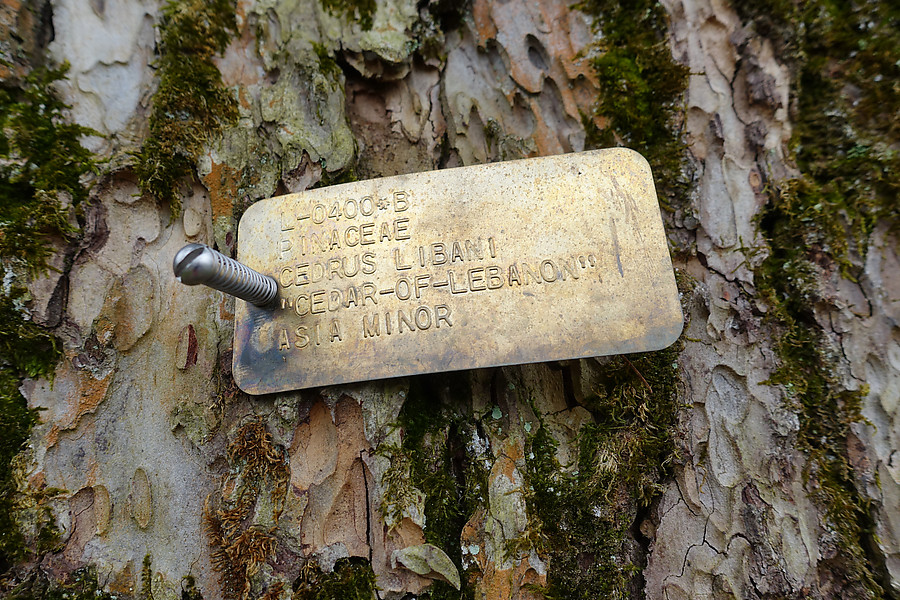 L-0400*B
PINACEAE
CEDRUS LIBANI
"CEDAR-OF-LEBANON"
ASIA MINOR